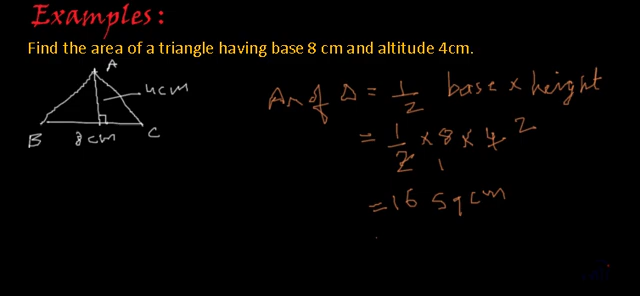 Examples:
Find the area of a triangle having base 8 cm and altitude 4cm.
A
4cm
B 8cm C
Ar of Δ = 1/2 base x height
= 1/2 x 8 x 4 2
1
= 16 sq cm